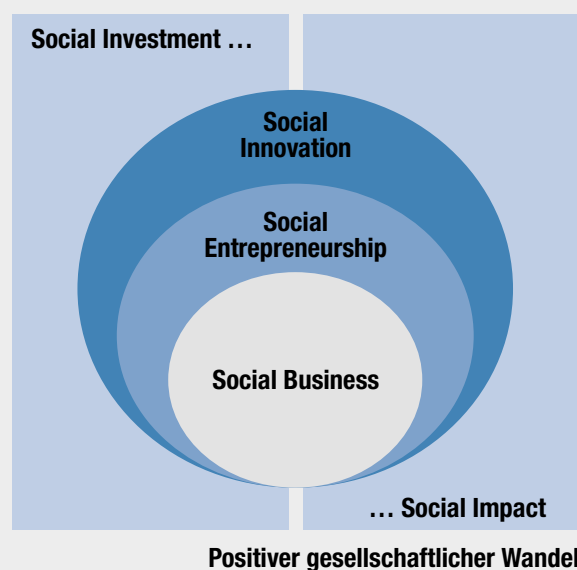 Social Investment …
Social
Innovation
Social
Entrepreneurship
Social Business
… Social Impact
Positiver gesellschaftlicher Wandel